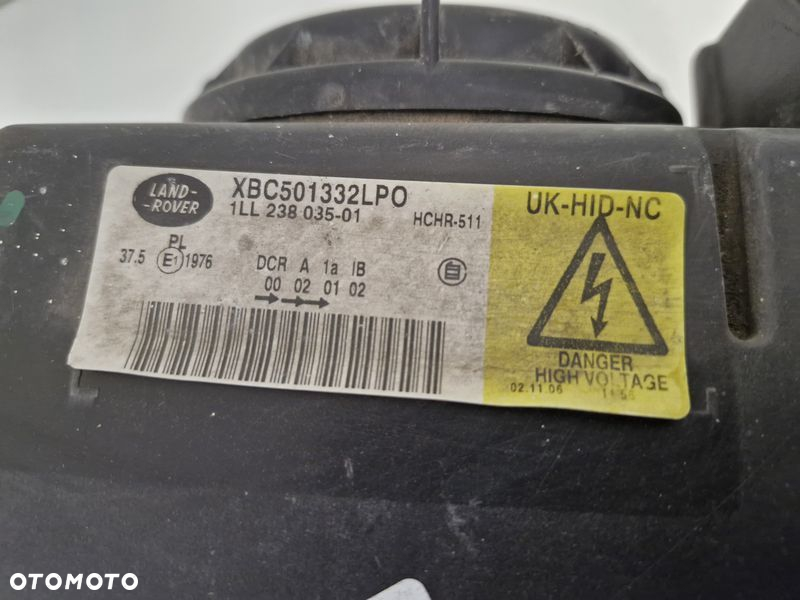 LAND-
-ROVER
XBC501332LPO
1LL 238 035-01
HCHR-511
PL
37.5 E1 1976
DCR A 1a IB
00 02 01 02
UK-HID-NC
DANGER
HIGH VOLTAGE
02.11.06
OTOMOTO